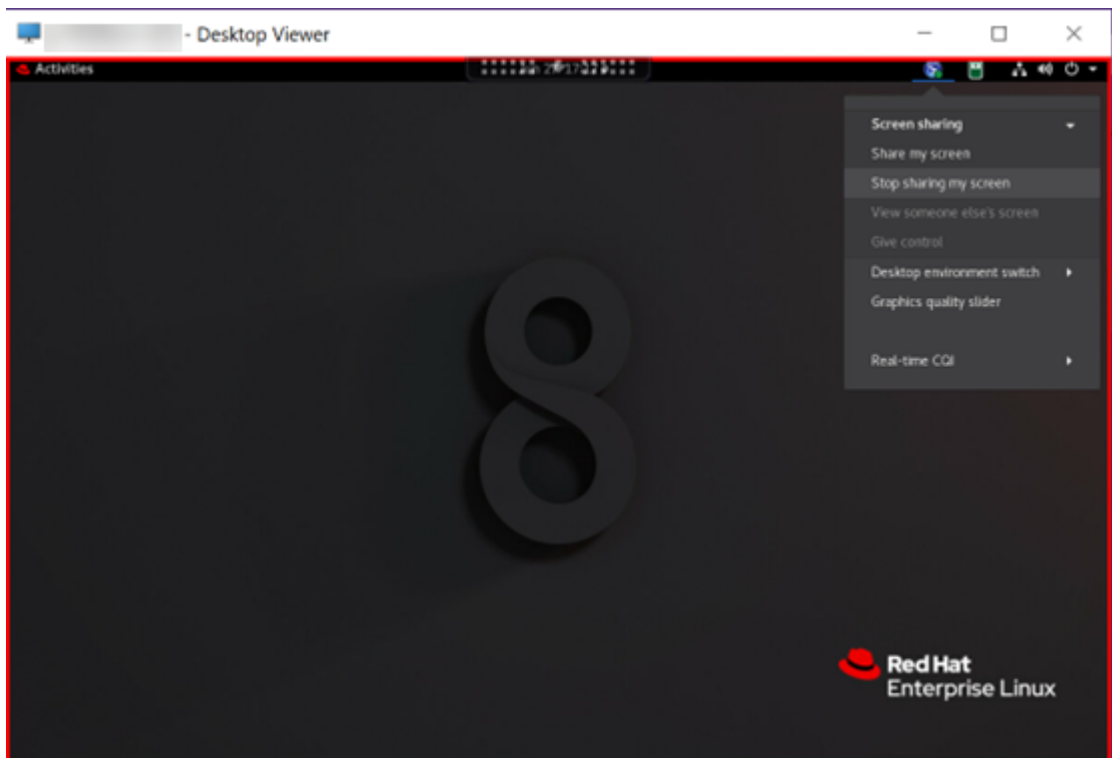 - Desktop Viewer
Activities
Screen sharing
Share my screen
Stop sharing my screen
View someone else's screen
Give control
Desktop environment switch
Graphics quality slider
Real-time CQI
8
Red Hat
Enterprise Linux